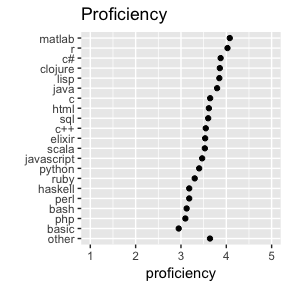 Proficiency
matlab
r
c#
clojure
lisp
java
c
html
sql
c++
elixir
scala
javascript
python
ruby
haskell
perl
bash
php
basic
other
1 2 3 4 5
proficiency